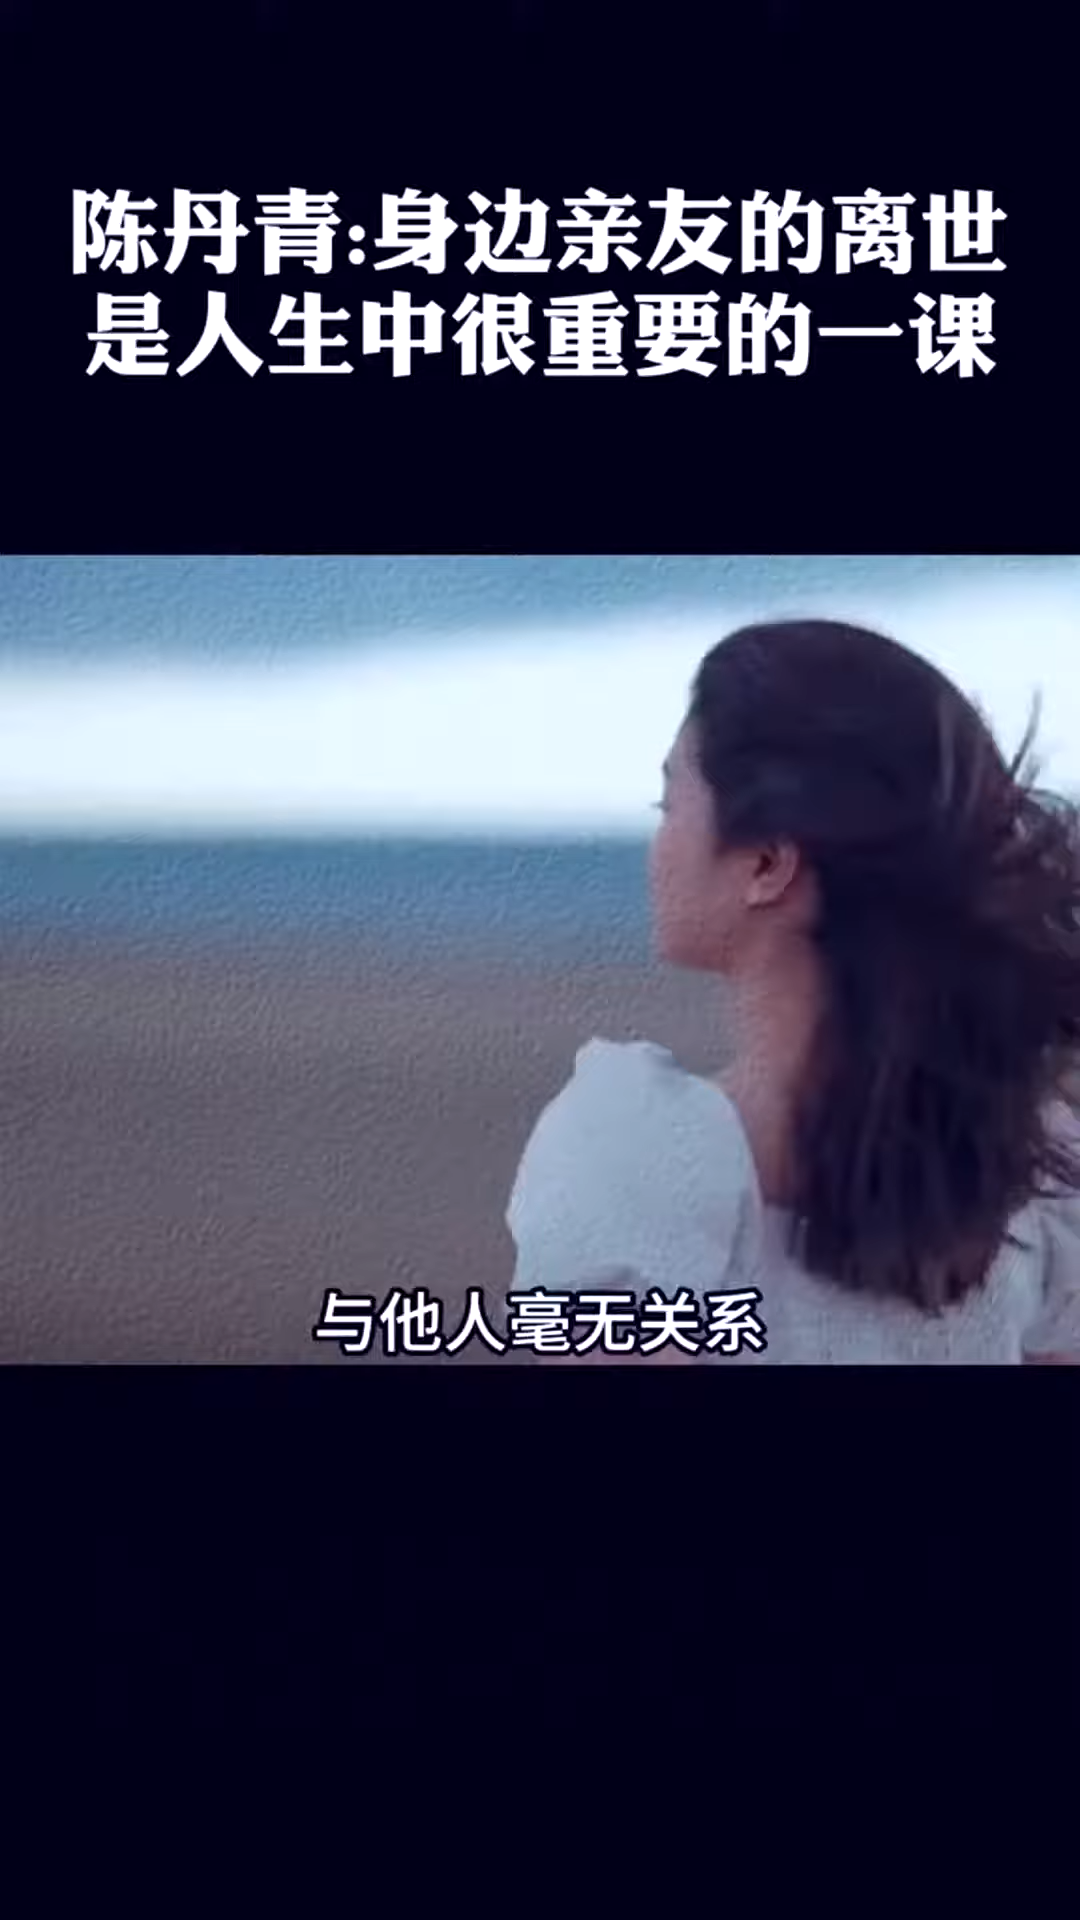 陈丹青:身边亲友的离世
是人生中很重要的一课
与他人毫无关系